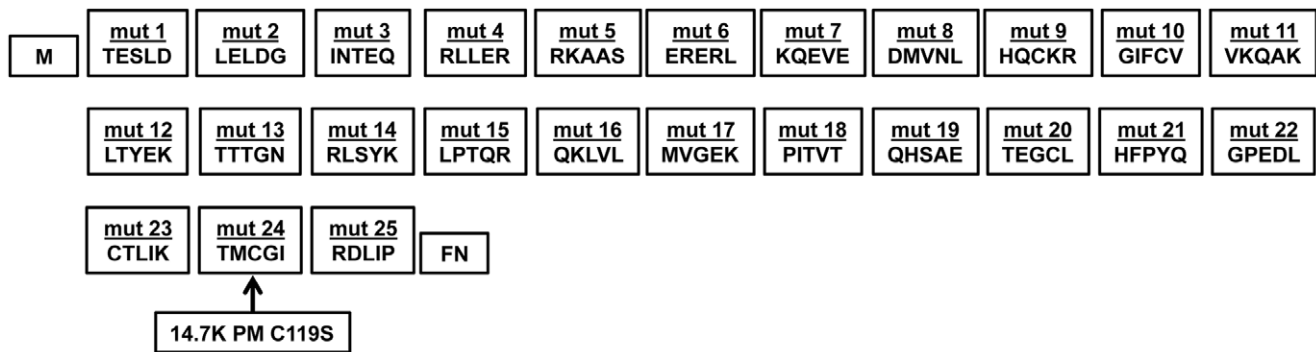 mut 1 mut 2 mut 3 mut 4 mut 5 mut 6 mut 7 mut 8 mut 9 mut 10 mut 11
M TESLD LELDG INTEQ RLLER RKAAS ERERL KQEVE DMVNL HQCKR GIFCV VKQAK
mut 12 mut 13 mut 14 mut 15 mut 16 mut 17 mut 18 mut 19 mut 20 mut 21 mut 22
LTYEK TTTGN RLSYK LPTQR QKLVL MVGEK PITVT QHSAE TEGCL HFPYQ GPEDL
mut 23 mut 24 mut 25
CTLIK TMCGI RDLIP FN
14.7K PM C119S